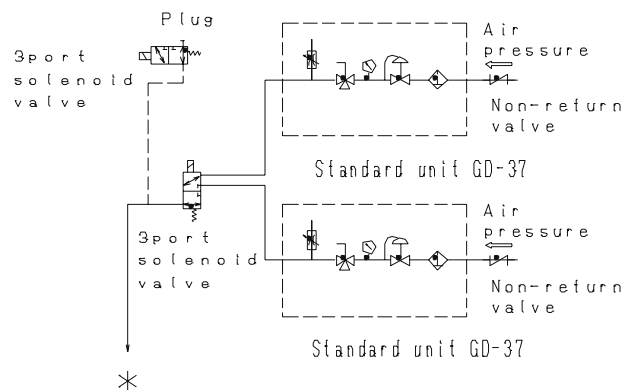 Plug
3port
solenoid
valve
Air
pressure
Non-return
valve
Standard unit GD-37
3port
solenoid
valve
Air
pressure
Non-return
valve
Standard unit GD-37